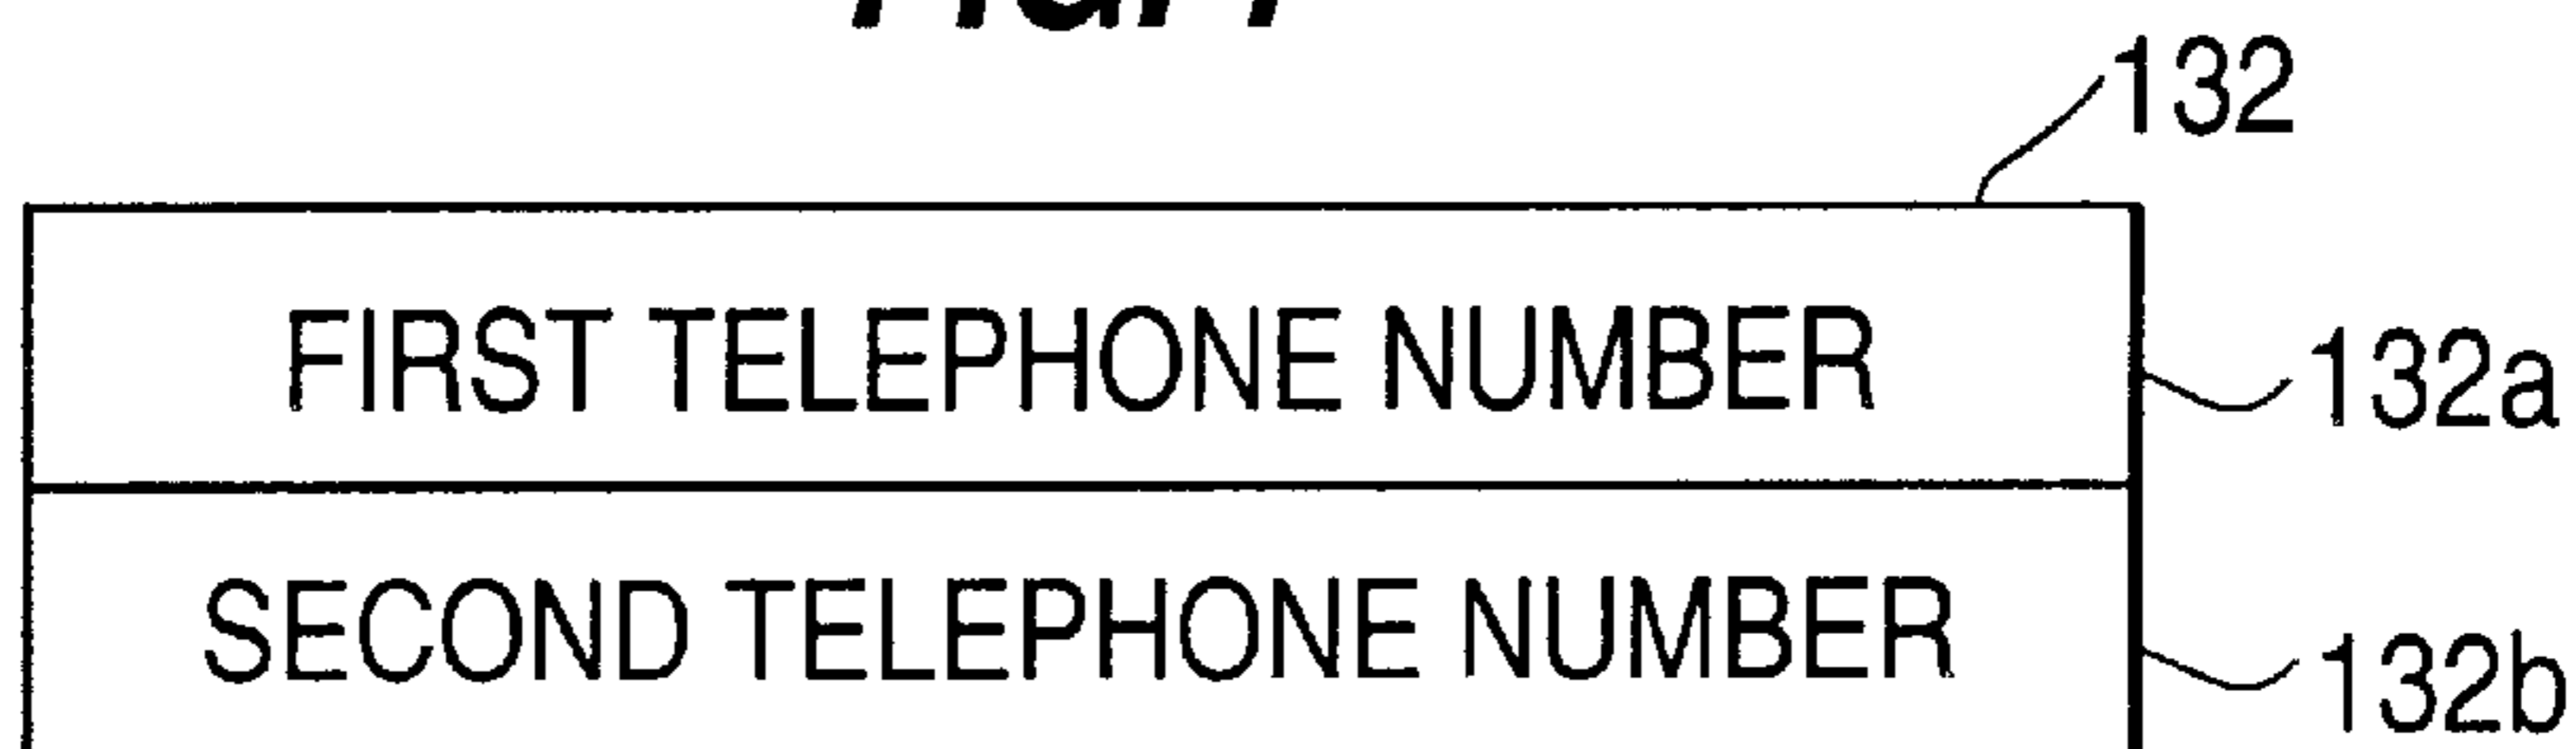 132
FIRST TELEPHONE NUMBER
132a
SECOND TELEPHONE NUMBER
132b